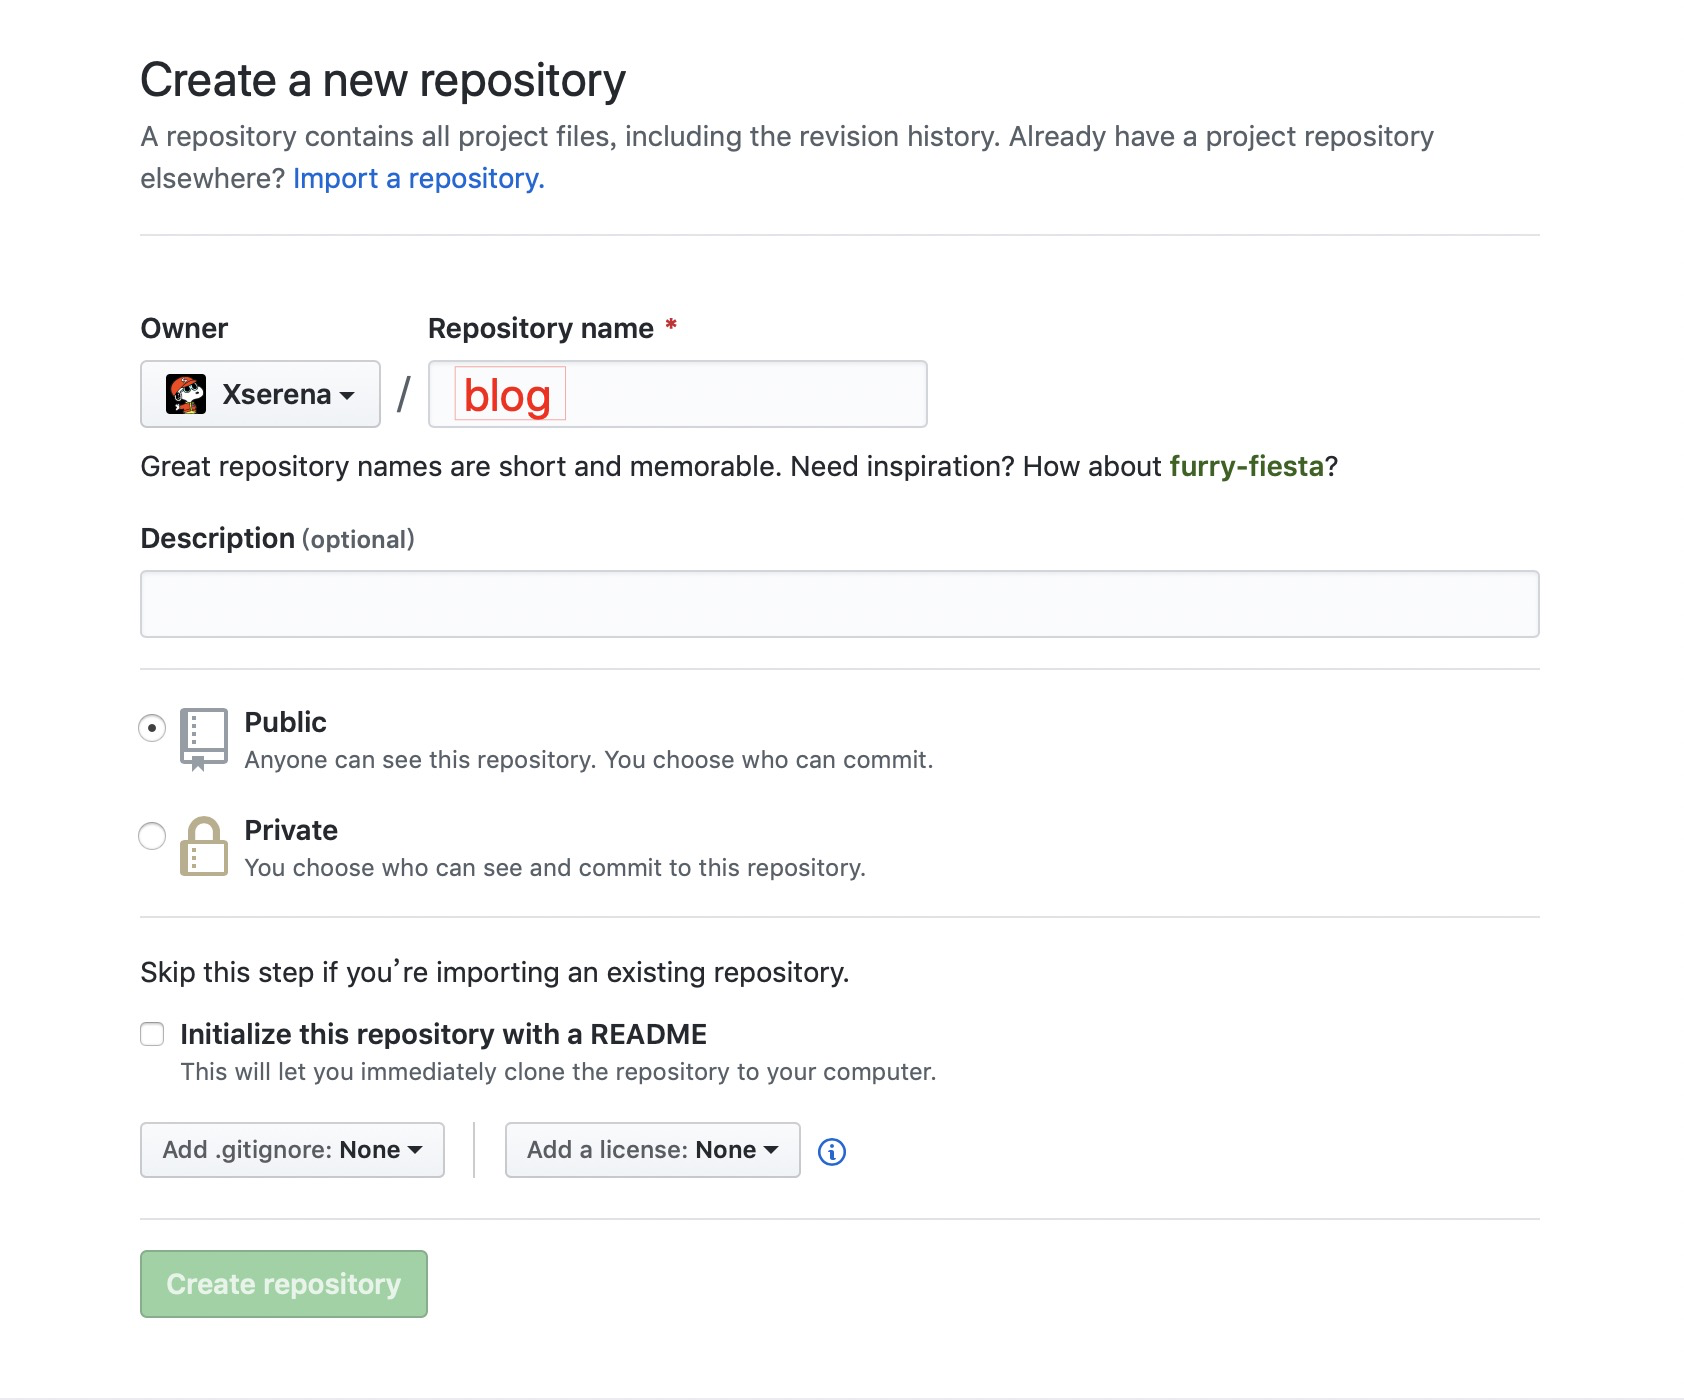 Create a new repository
A repository contains all project files, including the revision history. Already have a project repository
elsewhere? Import a repository.
Owner
Repository name *
Xserena
/
blog
Great repository names are short and memorable. Need inspiration? How about furry-fiesta?
Description (optional)
Public
Anyone can see this repository. You choose who can commit.
Private
You choose who can see and commit to this repository.
Skip this step if you’re importing an existing repository.
Initialize this repository with a README
This will let you immediately clone the repository to your computer.
Add .gitignore: None
Add a license: None
Create repository